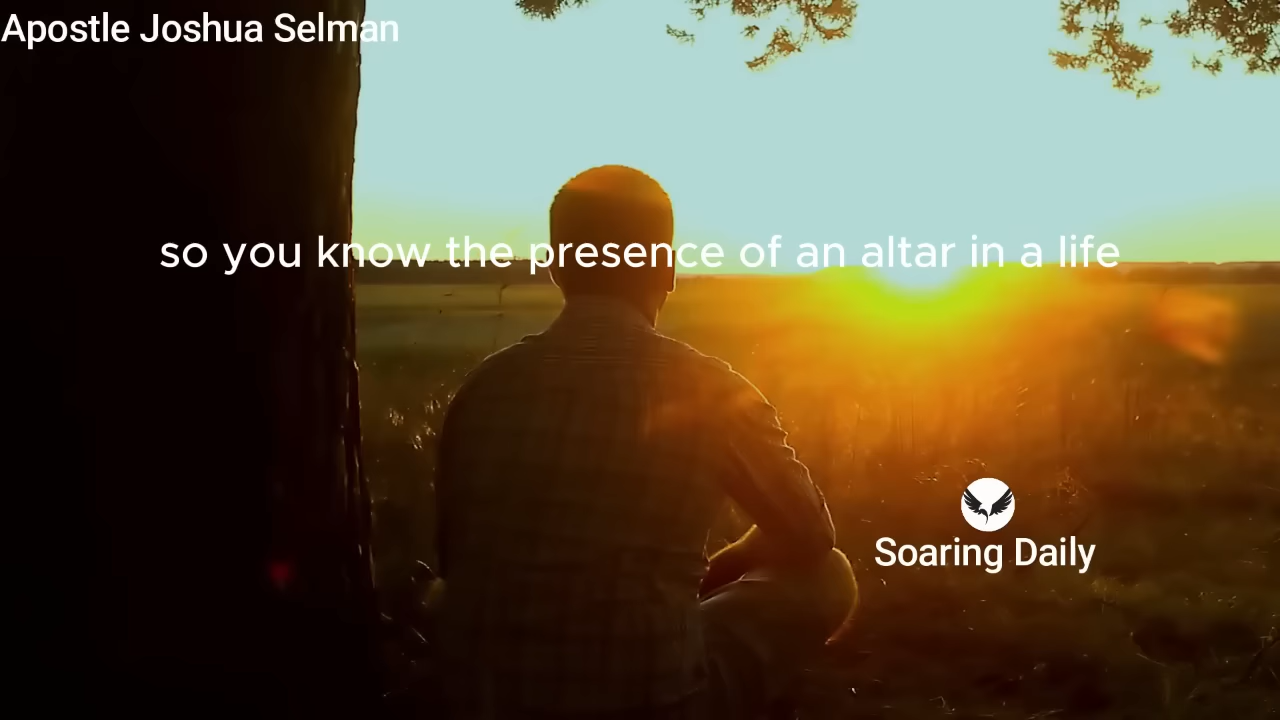 Apostle Joshua Selman
so you know the presence of an altar in a life
Soaring Daily